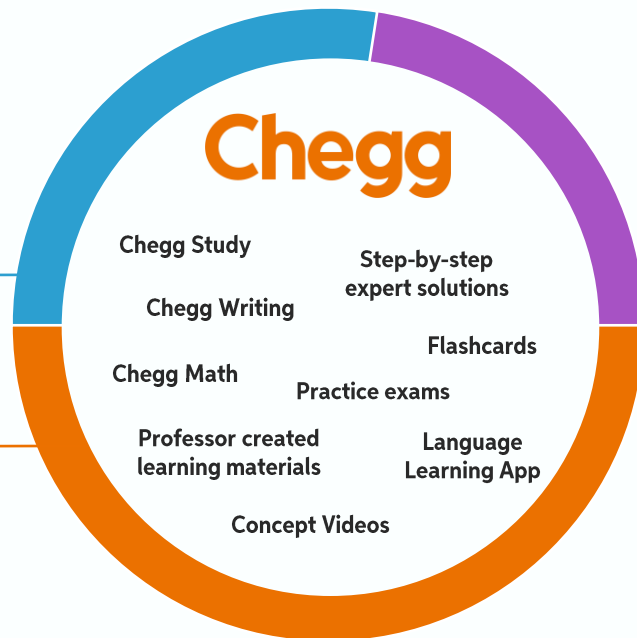 Chegg
Chegg Study
Step-by-step
expert solutions
Chegg Writing
Flashcards
Chegg Math
Practice exams
Professor created
learning materials
Language
Learning App
Concept Videos